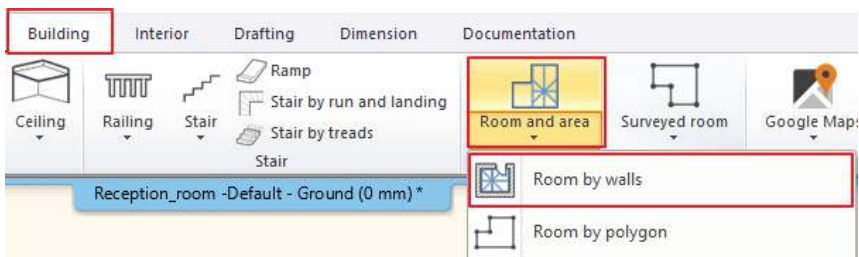 Building Interior Drafting Dimension Documentation
Ramp
Stair by run and landing
Stair by treads
Ceiling Railing Stair Room and area Surveyed room Google Maps
Stair
Reception_room -Default - Ground (0 mm) *
Room by walls
Room by polygon